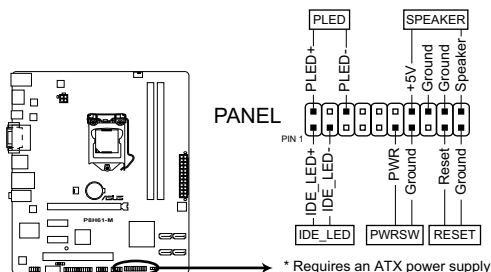 PLED
SPEAKER
PLED+
PLED-
+5V
Ground
Ground
Speaker
PANEL
PIN 1
IDE_LED+
IDE_LED-
PWR
Ground
Reset
Ground
IDE_LED
PWRSW
RESET
ASUS
P8H61-M
* Requires an ATX power supply